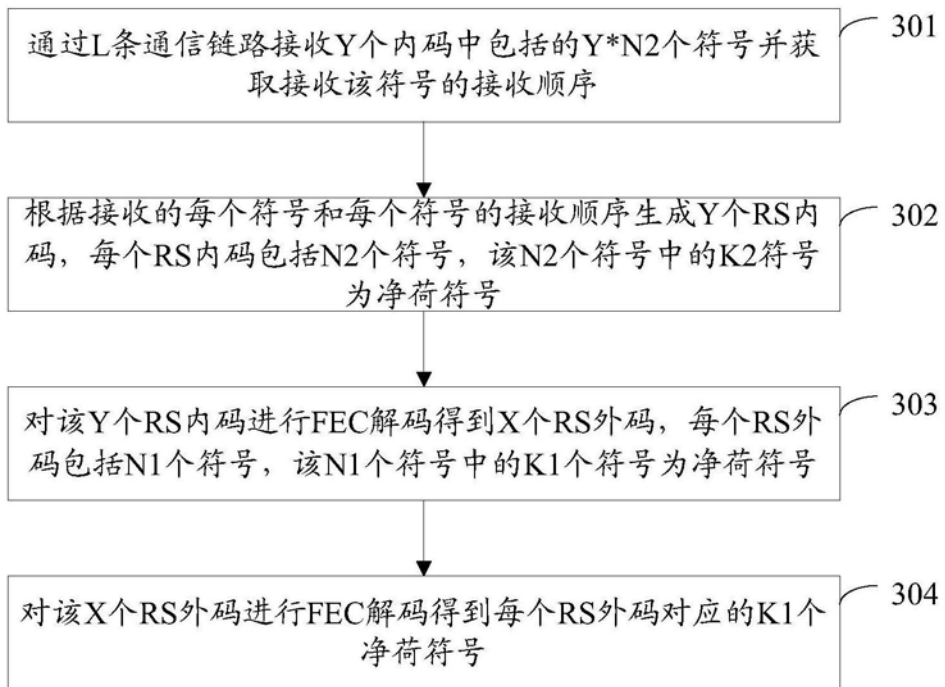 通过L条通信链路接收Y个内码中包括的Y*N2个符号并获
取接收该符号的接收顺序
301
根据接收的每个符号和每个符号的接收顺序生成Y个RS内
码，每个RS内码包括N2个符号，该N2个符号中的K2符号
为净荷符号
302
对该Y个RS内码进行FEC解码得到X个RS外码，每个RS外
码包括N1个符号，该N1个符号中的K1个符号为净荷符号
303
对该X个RS外码进行FEC解码得到每个RS外码对应的K1个
净荷符号
304